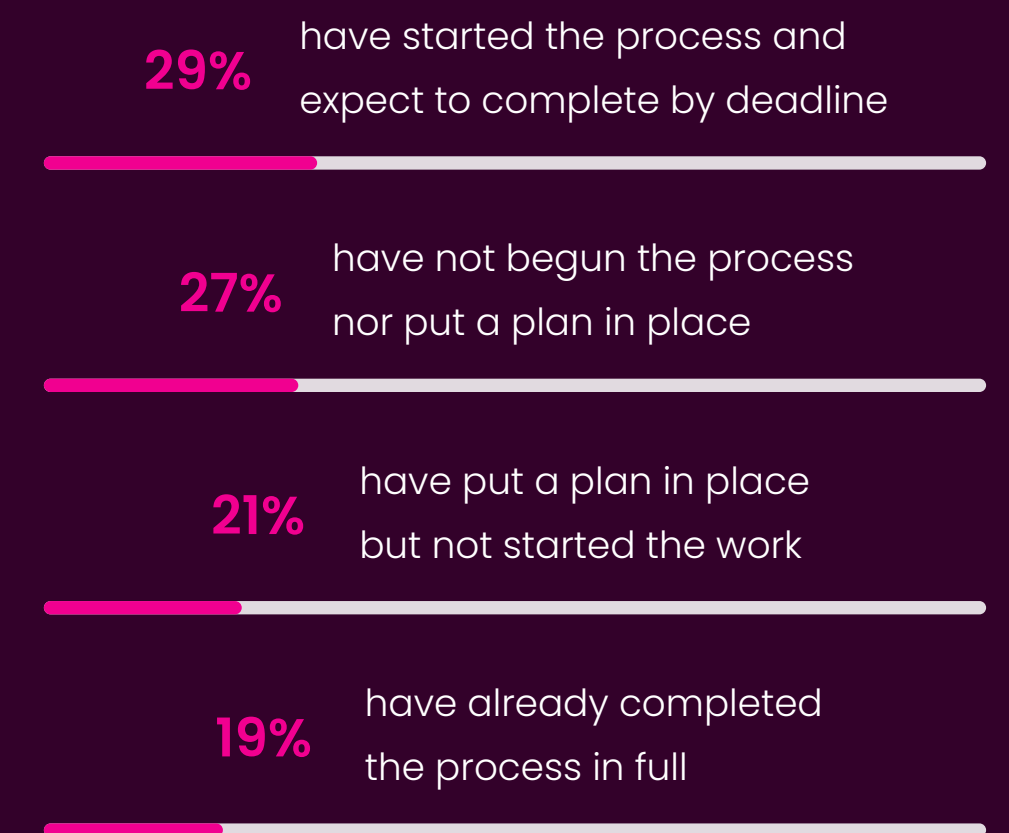 29%
have started the process and
expect to complete by deadline
27%
have not begun the process
nor put a plan in place
21%
have put a plan in place
but not started the work
19%
have already completed
the process in full